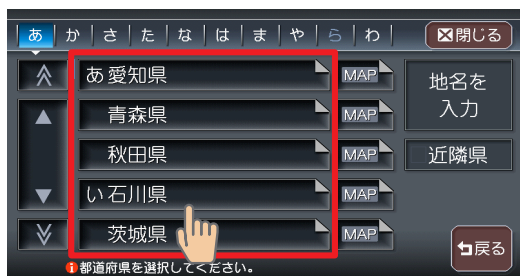 あ か さ た な は ま や ら わ 閉じる
あ 愛知県 MAP
青森県 MAP
秋田県 MAP
い 石川県 MAP
茨城県 MAP
地名を
入力
近隣県
戻る
都道府県を選択してください。